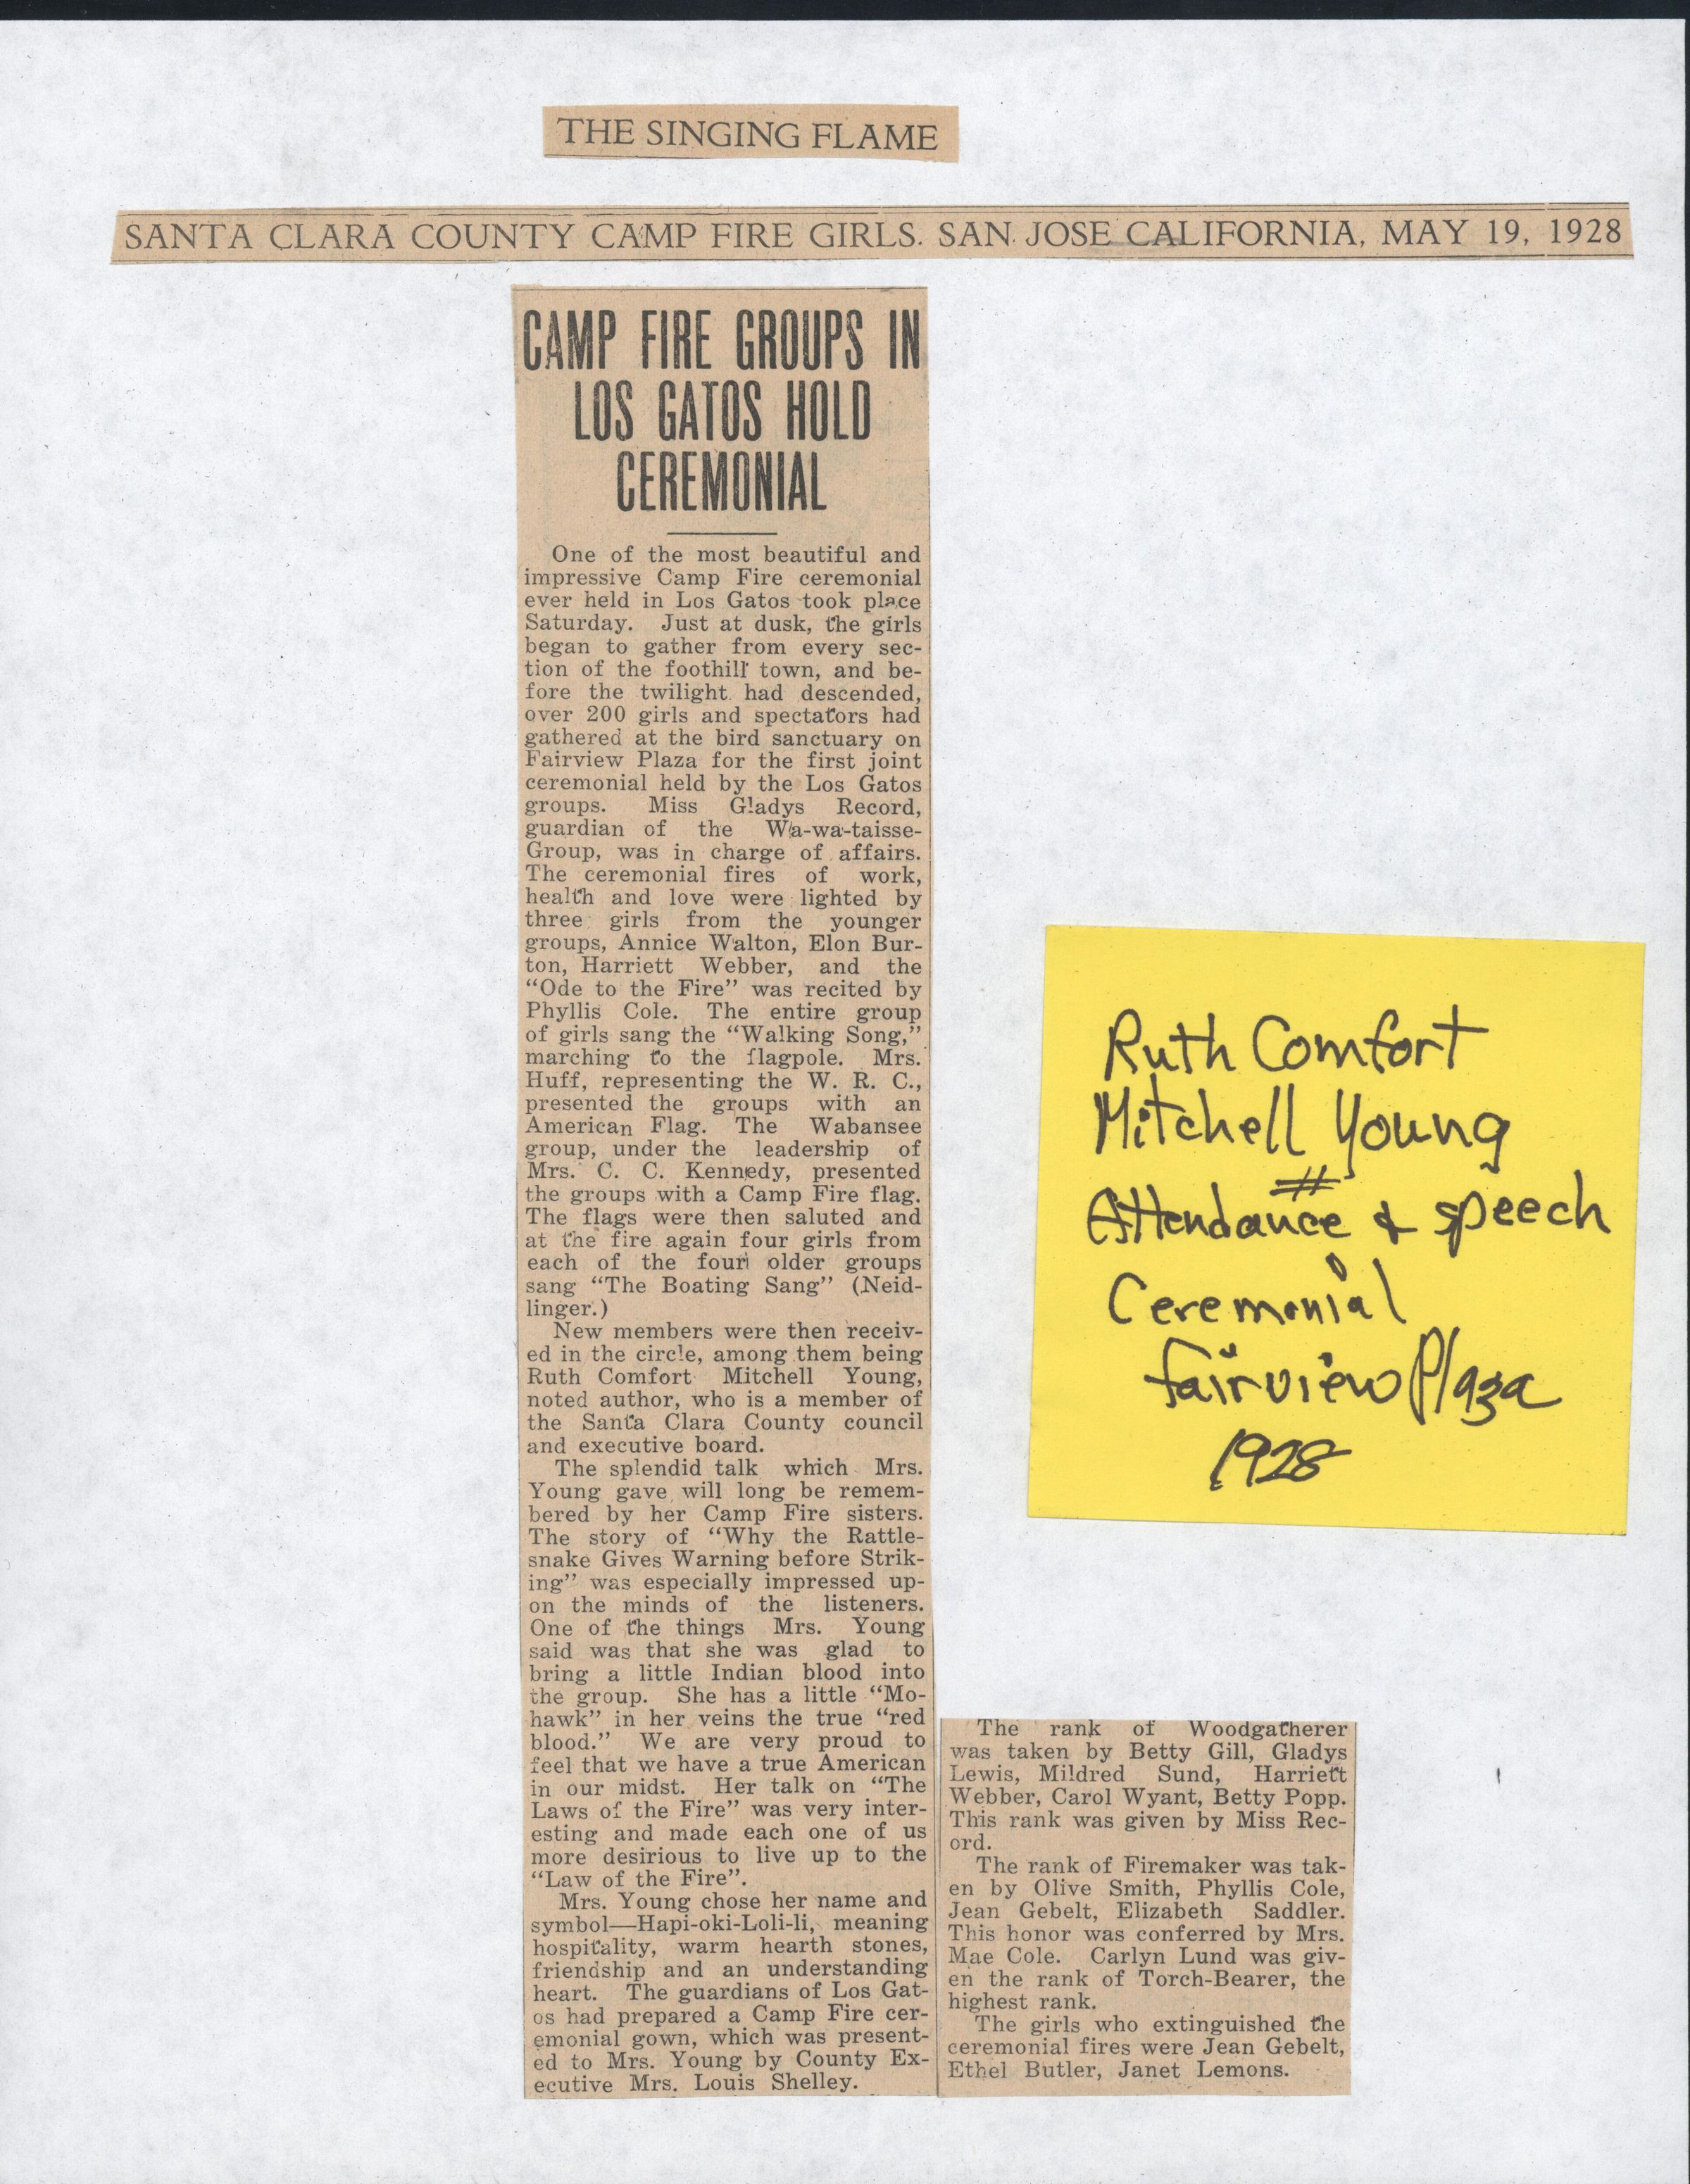 THE SINGING FLAME
SANTA CLARA COUNTY CAMP FIRE GIRLS. SAN JOSE CALIFORNIA, MAY 19, 1928
CAMP FIRE GROUPS IN
LOS GATOS HOLD
CEREMONIAL
One of the most beautiful and
impressive Camp Fire ceremonial
ever held in Los Gatos took place
Saturday. Just at dusk, the girls
began to gather from every sec-
tion of the foothill town, and be-
fore the twilight had descended,
over 200 girls and spectators had
gathered at the bird sanctuary on
Fairview Plaza for the first joint
ceremonial held by the Los Gatos
groups. Miss Gladys Record,
guardian of the Wa-wa-taisse-
Group, was in charge of affairs.
The ceremonial fires of work,
health and love were lighted by
three girls from the younger
groups, Annice Walton, Elon Bur-
ton, Harriett Webber, and the
"Ode to the Fire" was recited by
Phyllis Cole. The entire group
of girls sang the "Walking Song,"
marching to the flagpole. Mrs.
Huff, representing the W. R. C.,
presented the groups with an
American Flag. The Wabansee
group, under the leadership of
Mrs. C. C. Kennedy, presented
the groups with a Camp Fire flag.
The flags were then saluted and
at the fire again four girls from
each of the four older groups
sang "The Boating Sang" (Neid-
linger.)
New members were then receiv-
ed in the circle, among them being
Ruth Comfort Mitchell Young,
noted author, who is a member of
the Santa Clara County council
and executive board.
The splendid talk which Mrs.
Young gave will long be remem-
bered by her Camp Fire sisters.
The story of "Why the Rattle-
snake Gives Warning before Strik-
ing" was especially impressed up-
on the minds of the listeners.
One of the things Mrs. Young
said was that she was glad to
bring a little Indian blood into
the group. She has a little "Mo-
hawk" in her veins the true "red
blood." We are very proud to
feel that we have a true American
in our midst. Her talk on "The
Laws of the Fire" was very inter-
esting and made each one of us
more desirious to live up to the
"Law of the Fire".
Mrs. Young chose her name and
symbol—Hapi-oki-Loli-li, meaning
hospitality, warm hearth stones,
friendship and an understanding
heart. The guardians of Los Gat-
os had prepared a Camp Fire cer-
emonial gown, which was present-
ed to Mrs. Young by County Ex-
ecutive Mrs. Louis Shelley.
The rank of Woodgatherer
was taken by Betty Gill, Gladys
Lewis, Mildred Sund, Harriett
Webber, Carol Wyant, Betty Popp.
This rank was given by Miss Rec-
ord.
The rank of Firemaker was tak-
en by Olive Smith, Phyllis Cole,
Jean Gebelt, Elizabeth Saddler.
This honor was conferred by Mrs.
Mae Cole. Carlyn Lund was giv-
en the rank of Torch-Bearer, the
highest rank.
The girls who extinguished the
ceremonial fires were Jean Gebelt,
Ethel Butler, Janet Lemons.
Ruth Comfort
Mitchell Young
#
Attendance & speech
Ceremonial
Fairview Plaza
1928